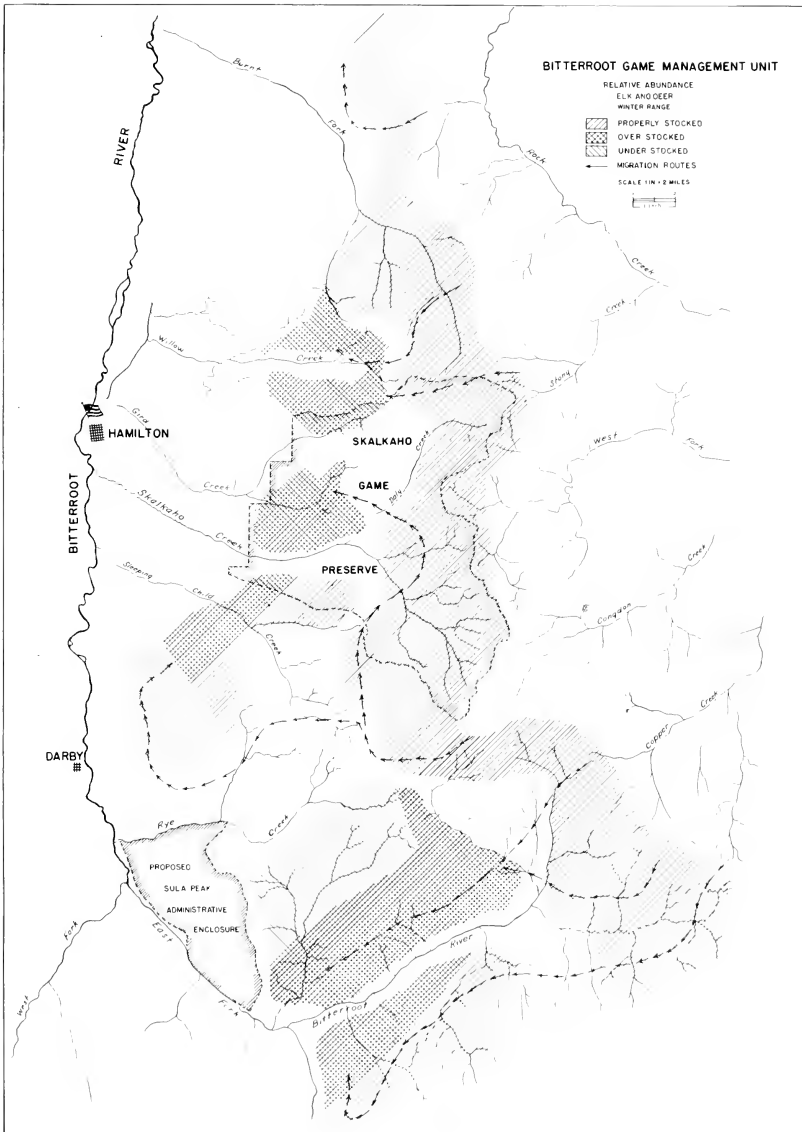 BITTERROOT GAME MANAGEMENT UNIT
RELATIVE ABUNDANCE
ELK AND DEER
WINTER RANGE
PROPERLY STOCKED
OVER STOCKED
UNDER STOCKED
MIGRATION ROUTES
SCALE 1 IN = 2 MILES
Burnt
Fork
RIVER
Rock
Creek
Creek
Stony
Willow
Creek
Gird
Creek
HAMILTON
SKALKAHO
GAME
PRESERVE
Daly
Creek
West
Fork
BITTERROOT
Skalkaho
Creek
Sleeping
Child
Creek
Creek
Congdon
Copper
Creek
DARBY
Rye
Creek
PROPOSED
SULA PEAK
ADMINISTRATIVE
ENCLOSURE
East
Fork
Bitterroot
River
West
Fork